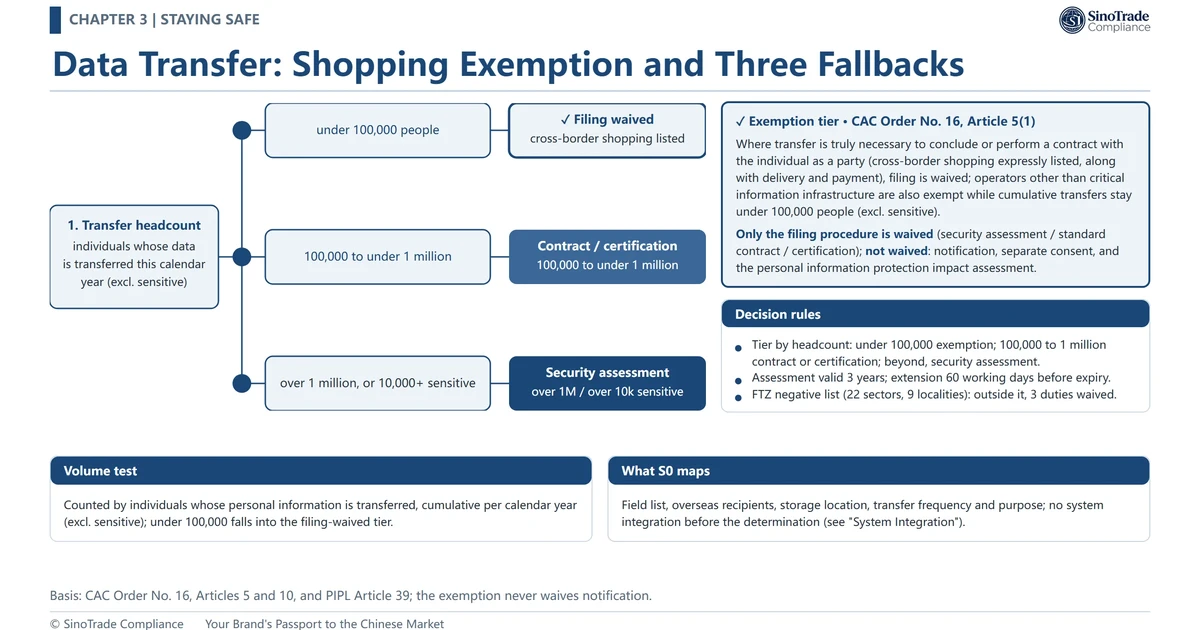 CHAPTER 3 | STAYING SAFE
SinoTrade
Compliance
Data Transfer: Shopping Exemption and Three Fallbacks
1. Transfer headcount
individuals whose data
is transferred this calendar
year (excl. sensitive)
under 100,000 people
✓ Filing waived
cross-border shopping listed
100,000 to under 1 million
Contract / certification
100,000 to under 1 million
over 1 million, or 10,000+ sensitive
Security assessment
over 1M / over 10k sensitive
✓ Exemption tier • CAC Order No. 16, Article 5(1)
Where transfer is truly necessary to conclude or perform a contract with
the individual as a party (cross-border shopping expressly listed, along
with delivery and payment), filing is waived; operators other than critical
information infrastructure are also exempt while cumulative transfers stay
under 100,000 people (excl. sensitive).
Only the filing procedure is waived (security assessment / standard
contract / certification); not waived: notification, separate consent, and
the personal information protection impact assessment.
Decision rules
● Tier by headcount: under 100,000 exemption; 100,000 to 1 million
contract or certification; beyond, security assessment.
● Assessment valid 3 years; extension 60 working days before expiry.
● FTZ negative list (22 sectors, 9 localities): outside it, 3 duties waived.
Volume test
Counted by individuals whose personal information is transferred, cumulative per calendar year
(excl. sensitive); under 100,000 falls into the filing-waived tier.
What S0 maps
Field list, overseas recipients, storage location, transfer frequency and purpose; no system
integration before the determination (see "System Integration").
Basis: CAC Order No. 16, Articles 5 and 10, and PIPL Article 39; the exemption never waives notification.
© SinoTrade Compliance Your Brand's Passport to the Chinese Market